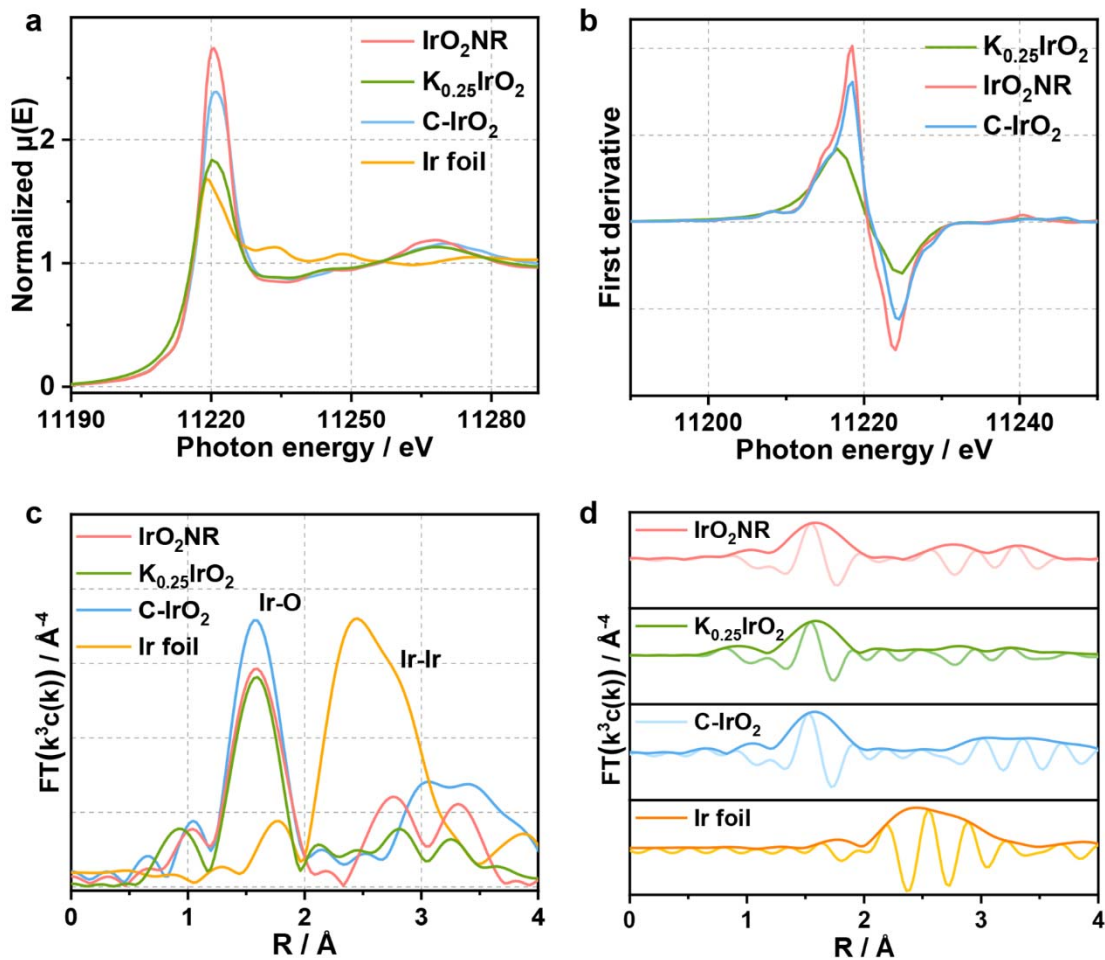 a
IrO₂NR
K₀.₂₅IrO₂
C-IrO₂
Ir foil
Normalized μ(E)
2
1
0
11190
11220
11250
11280
Photon energy / eV
b
K₀.₂₅IrO₂
IrO₂NR
C-IrO₂
First derivative
11200
11220
11240
Photon energy / eV
c
IrO₂NR
K₀.₂₅IrO₂
C-IrO₂
Ir foil
Ir-O
Ir-Ir
FT(k³c(k)) / Å⁻⁴
0
1
2
3
4
R / Å
d
IrO₂NR
K₀.₂₅IrO₂
C-IrO₂
Ir foil
FT(k³c(k)) / Å⁻⁴
0
1
2
3
4
R / Å